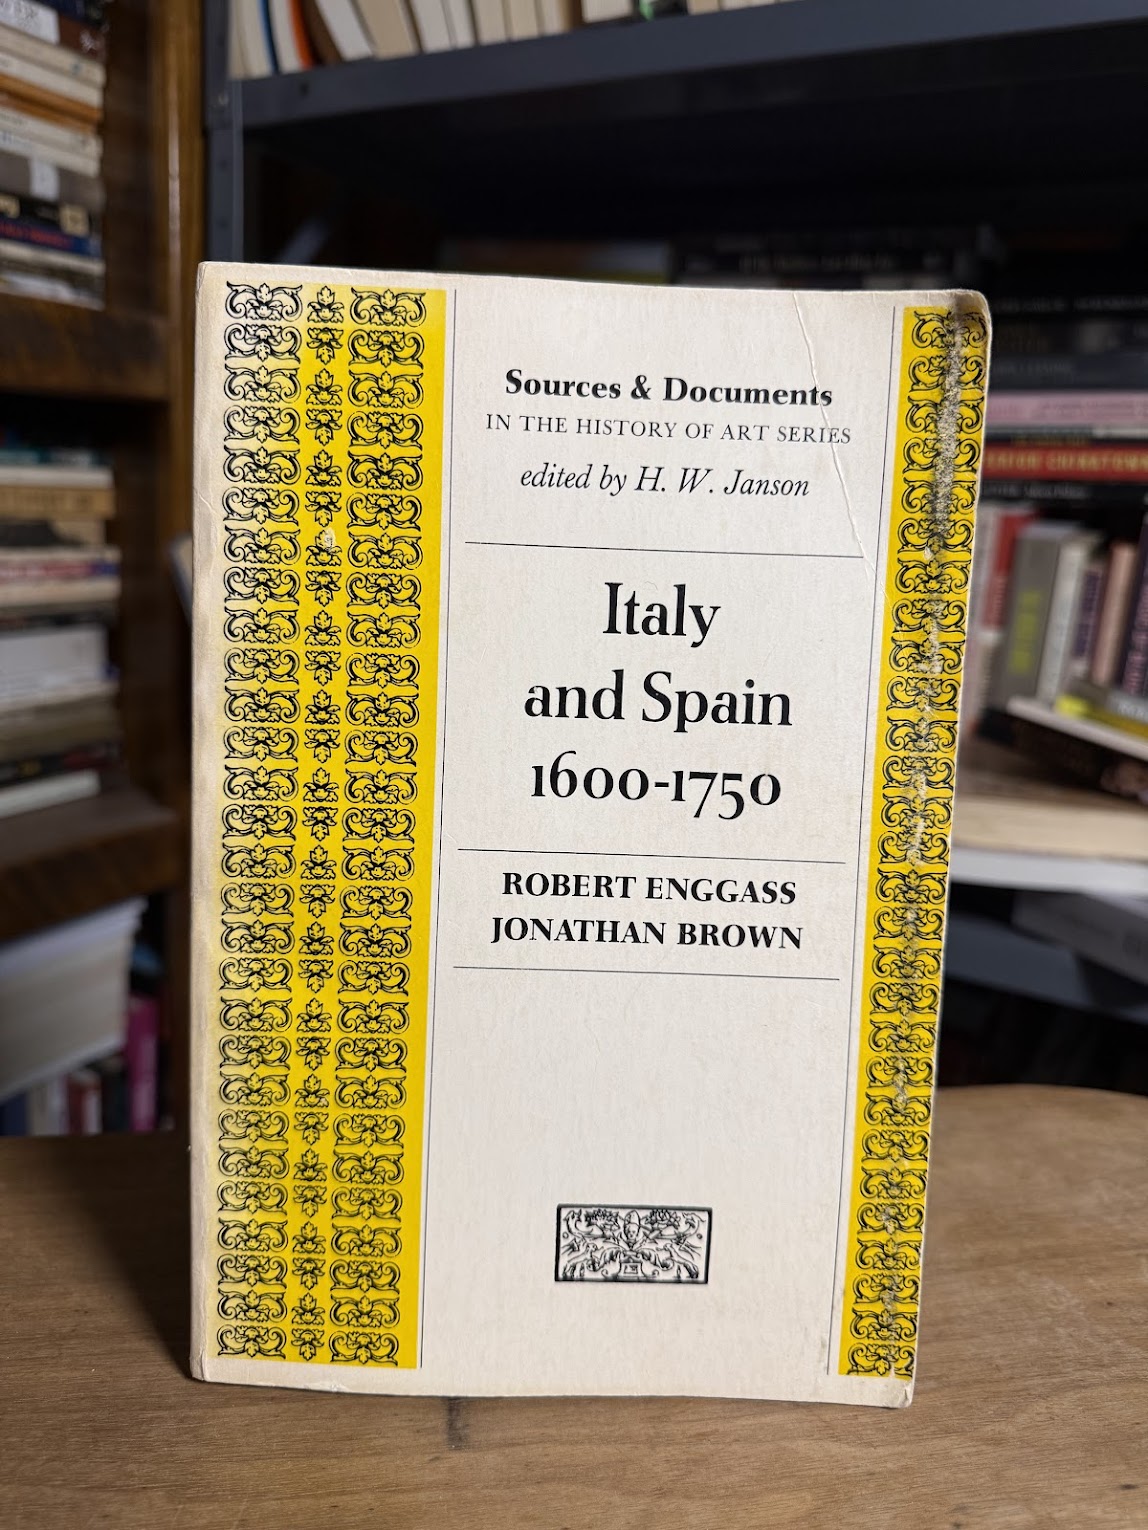 Sources & Documents
IN THE HISTORY OF ART SERIES
edited by H. W. Janson
Italy
and Spain
1600-1750
ROBERT ENGGASS
JONATHAN BROWN